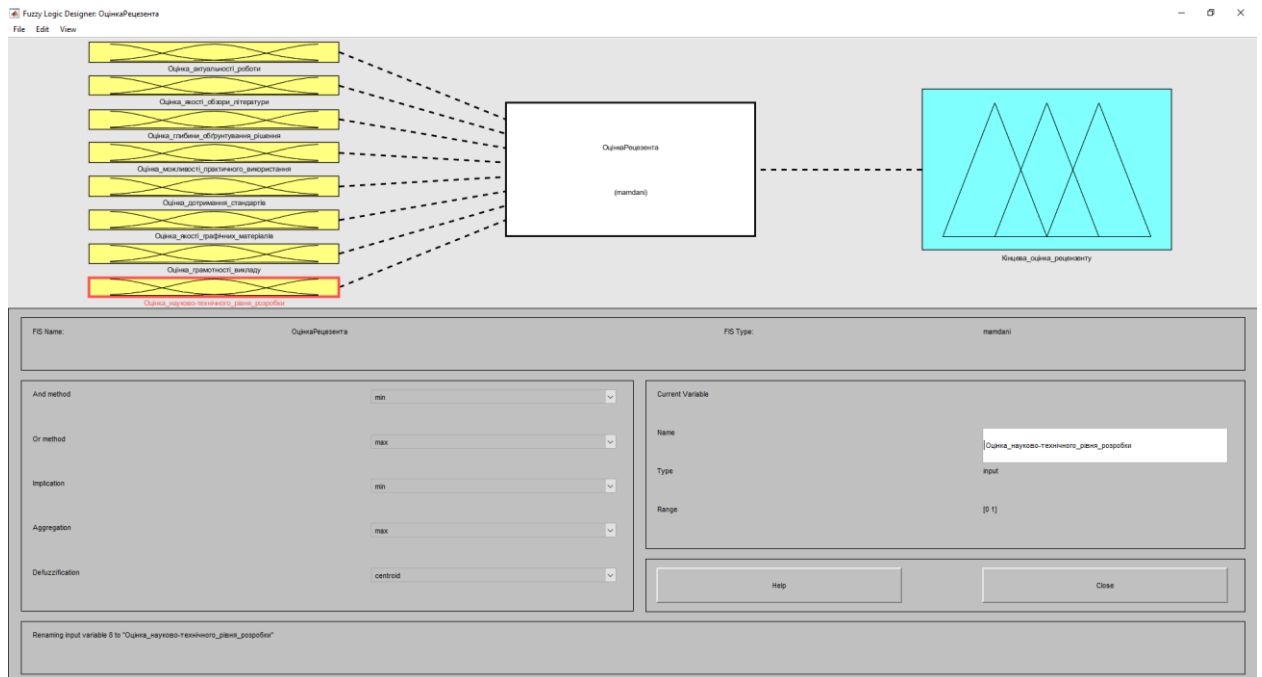 Fuzzy Logic Designer: ОцінкаРецезента
File Edit View
Оцінка_актуальності_роботи
Оцінка_якості_обзори_літератури
Оцінка_глибини_обґрунтування_рішення
Оцінка_можливості_практичного_використання
Оцінка_дотримання_стандартів
Оцінка_якості_графічних_матеріалів
Оцінка_грамотності_викладу
Оцінка_науково-технічного_рівня_розробки
ОцінкаРецезента
(mamdani)
Кінцева_оцінка_рецензенту
FIS Name: ОцінкаРецезента FIS Type: mamdani
And method min
Or method max
Implication min
Aggregation max
Defuzzification centroid
Current Variable
Name Оцінка_науково-технічного_рівня_розробки
Type input
Range [0 1]
Help Close
Renaming input variable 8 to "Оцінка_науково-технічного_рівня_розробки"